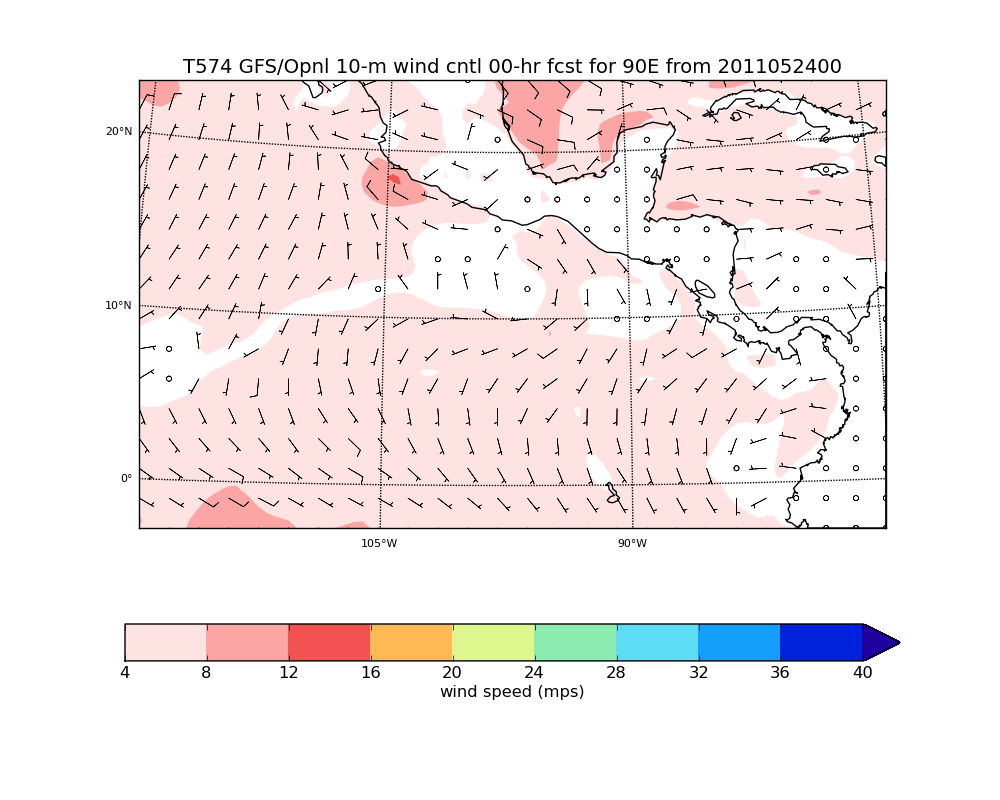 T574 GFS/Opnl 10-m wind cntl 00-hr fcst for 90E from 2011052400
20°N
10°N
0°
105°W 90°W
4 8 12 16 20 24 28 32 36 40
wind speed (mps)